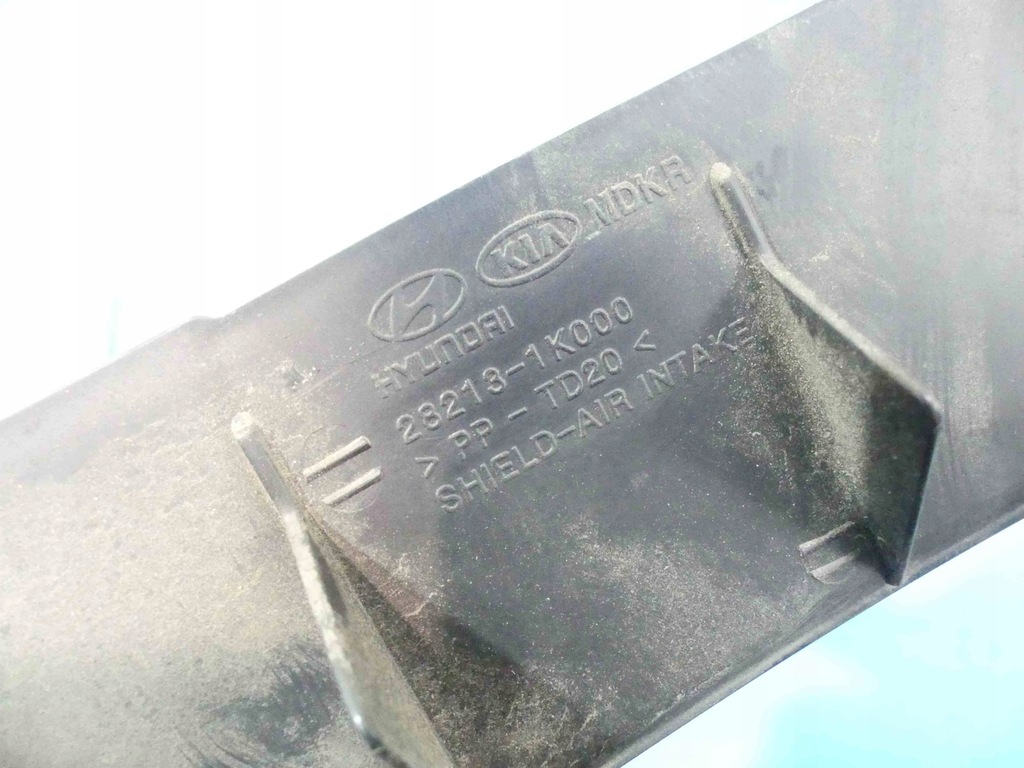 KIA MDKR
HYUNDAI
28213-1K000
> PP - TD20 <
SHIELD-AIR INTAKE